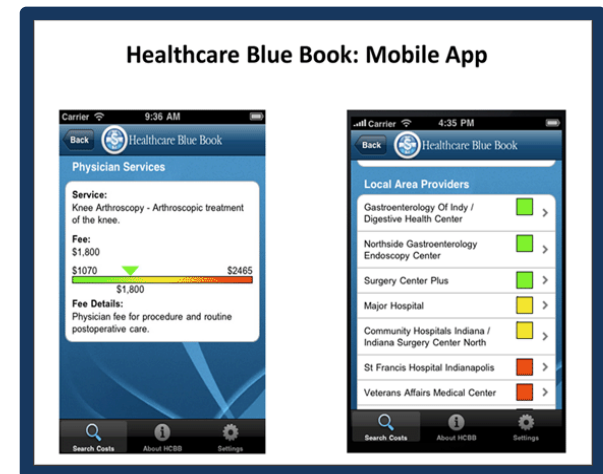 Healthcare Blue Book: Mobile App
Carrier 9:36 AM
Back Healthcare Blue Book
Physician Services
Service:
Knee Arthroscopy - Arthroscopic treatment
of the knee.
Fee:
$1,800
$1070 $2465
$1,800
Fee Details:
Physician fee for procedure and routine
postoperative care.
Search Costs About HCBB Settings
Carrier 4:35 PM
Back Healthcare Blue Book
Local Area Providers
Gastroenterology Of Indy /
Digestive Health Center
Northside Gastroenterology
Endoscopy Center
Surgery Center Plus
Major Hospital
Community Hospitals Indiana /
Indiana Surgery Center North
St Francis Hospital Indianapolis
Veterans Affairs Medical Center
Search Costs About HCBB Settings